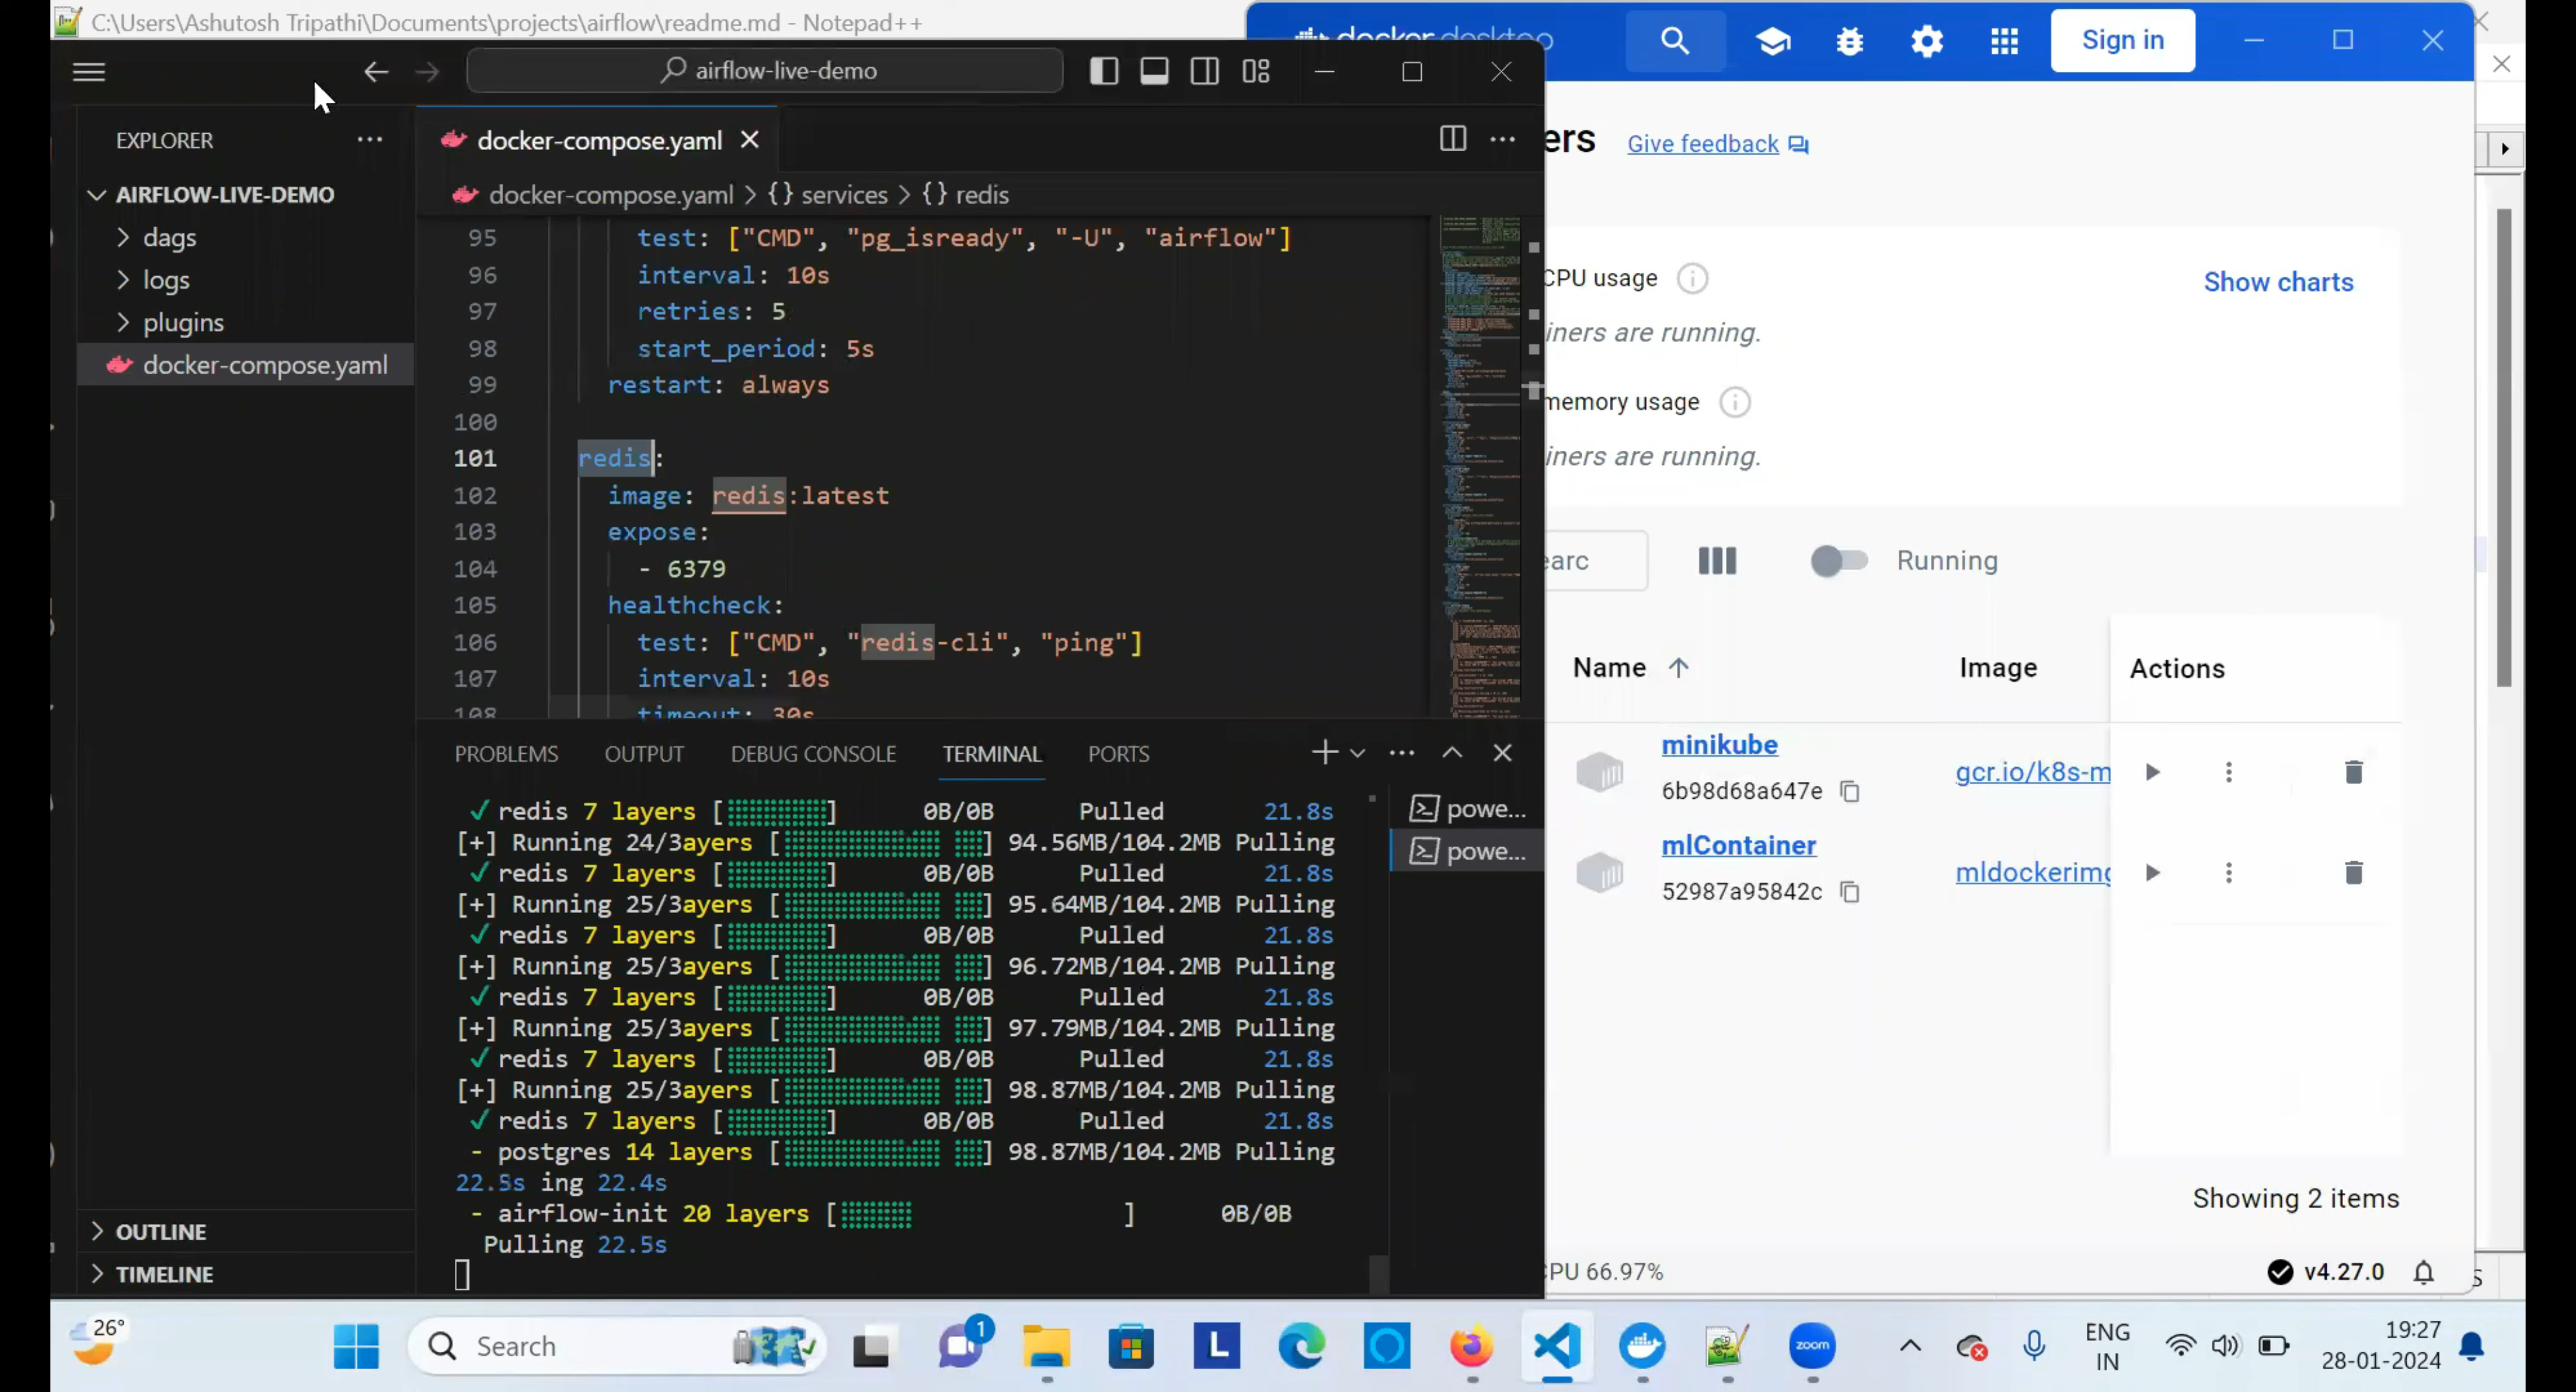 C:\Users\Ashutosh Tripathi\Documents\projects\airflow\readme.md - Notepad++
airflow-live-demo
EXPLORER
AIRFLOW-LIVE-DEMO
dags
logs
plugins
docker-compose.yaml
OUTLINE
TIMELINE
docker-compose.yaml
docker-compose.yaml > {} services > {} redis
95 test: ["CMD", "pg_isready", "-U", "airflow"]
96 interval: 10s
97 retries: 5
98 start_period: 5s
99 restart: always
100
101 redis:
102 image: redis:latest
103 expose:
104 - 6379
105 healthcheck:
106 test: ["CMD", "redis-cli", "ping"]
107 interval: 10s
108 timeout: 30s
PROBLEMS OUTPUT DEBUG CONSOLE TERMINAL PORTS
✓ redis 7 layers [⣿⣿⣿⣿⣿⣿⣿] 0B/0B Pulled 21.8s
[+] Running 24/3ayers [⣿⣿⣿⣿⣿⣿⣿⣿⣿⣿⣿ ⣿⣿] 94.56MB/104.2MB Pulling
✓ redis 7 layers [⣿⣿⣿⣿⣿⣿⣿] 0B/0B Pulled 21.8s
[+] Running 25/3ayers [⣿⣿⣿⣿⣿⣿⣿⣿⣿⣿⣿ ⣿⣿] 95.64MB/104.2MB Pulling
✓ redis 7 layers [⣿⣿⣿⣿⣿⣿⣿] 0B/0B Pulled 21.8s
[+] Running 25/3ayers [⣿⣿⣿⣿⣿⣿⣿⣿⣿⣿⣿ ⣿⣿] 96.72MB/104.2MB Pulling
✓ redis 7 layers [⣿⣿⣿⣿⣿⣿⣿] 0B/0B Pulled 21.8s
[+] Running 25/3ayers [⣿⣿⣿⣿⣿⣿⣿⣿⣿⣿⣿ ⣿⣿] 97.79MB/104.2MB Pulling
✓ redis 7 layers [⣿⣿⣿⣿⣿⣿⣿] 0B/0B Pulled 21.8s
[+] Running 25/3ayers [⣿⣿⣿⣿⣿⣿⣿⣿⣿⣿⣿ ⣿⣿] 98.87MB/104.2MB Pulling
✓ redis 7 layers [⣿⣿⣿⣿⣿⣿⣿] 0B/0B Pulled 21.8s
- postgres 14 layers [⣿⣿⣿⣿⣿⣿⣿⣿⣿⣿⣿ ⣿⣿] 98.87MB/104.2MB Pulling
22.5s ing 22.4s
- airflow-init 20 layers [⣿⣿⣿⣿⣿ ] 0B/0B
Pulling 22.5s
powe...
powe...
docker desktop
Sign in
ers Give feedback
CPU usage
Show charts
iners are running.
memory usage
iners are running.
earc
Running
Name Image Actions
minikube
6b98d68a647e
gcr.io/k8s-m
mlContainer
52987a95842c
mldockerimg
Showing 2 items
CPU 66.97%
v4.27.0
26°
Search
1
L
zoom
ENG
IN
19:27
28-01-2024